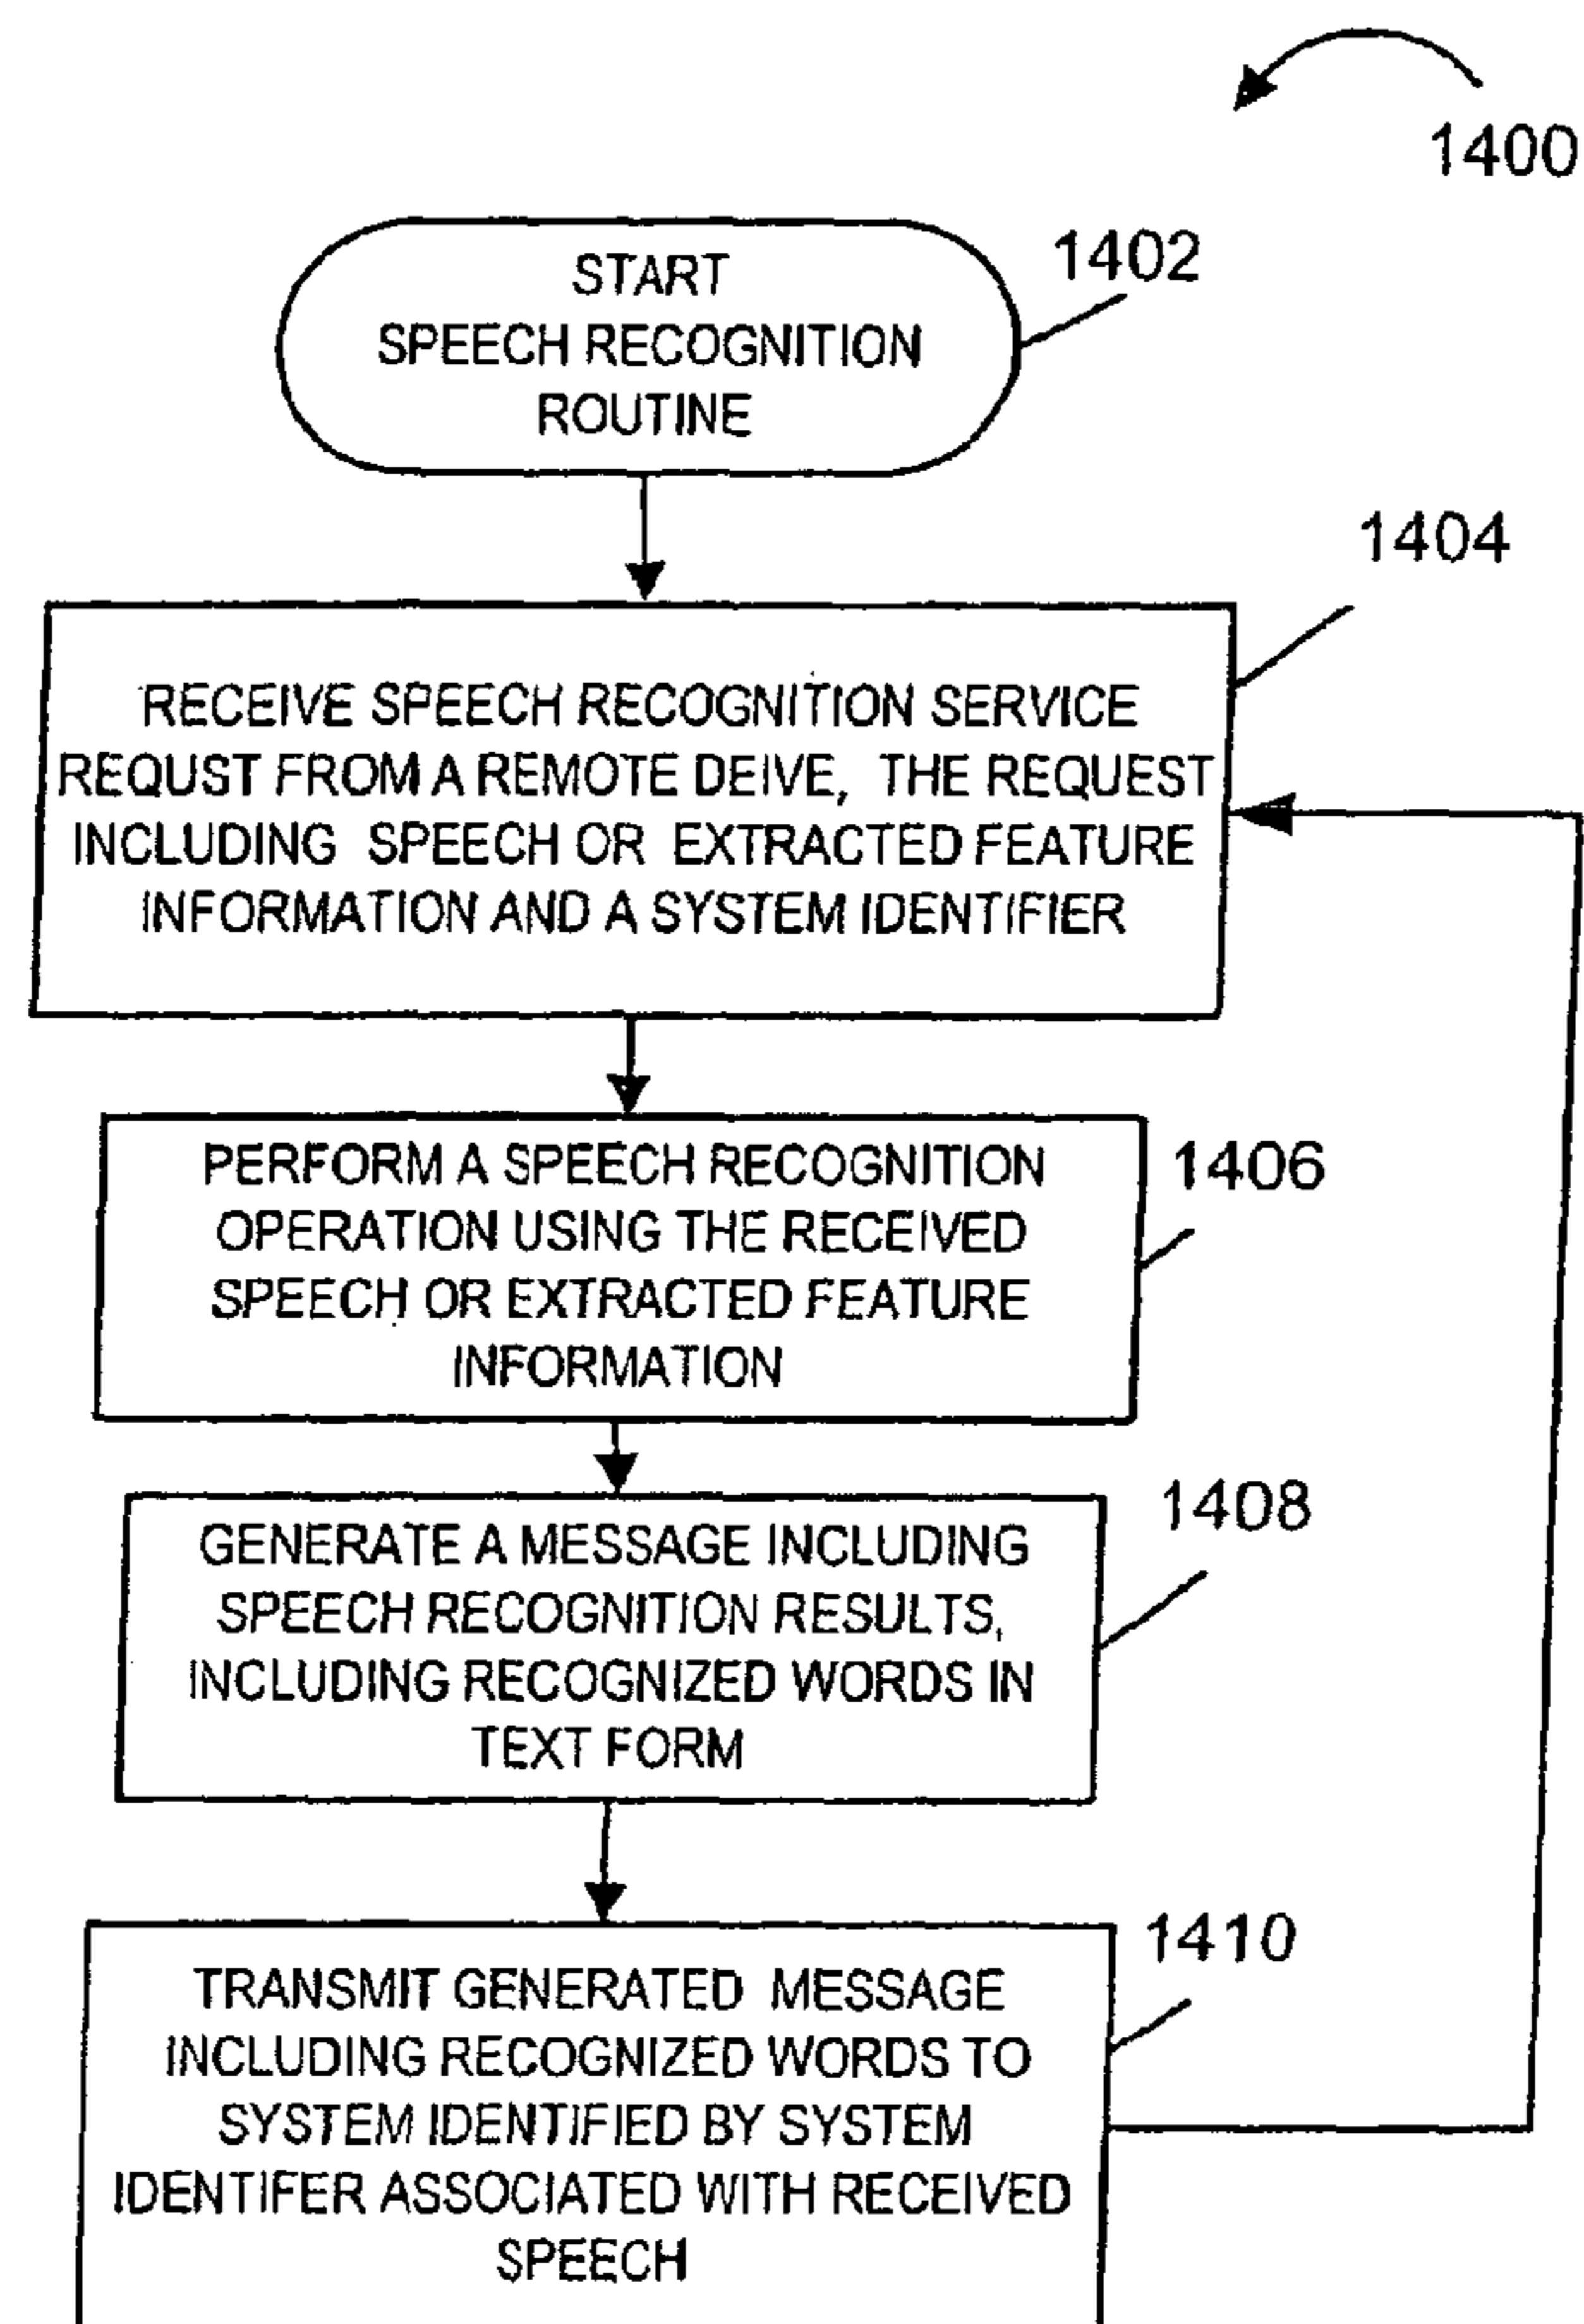 1400
START
SPEECH RECOGNITION
ROUTINE
1402
1404
RECEIVE SPEECH RECOGNITION SERVICE
REQUST FROM A REMOTE DEIVE, THE REQUEST
INCLUDING SPEECH OR EXTRACTED FEATURE
INFORMATION AND A SYSTEM IDENTIFIER
PERFORM A SPEECH RECOGNITION
OPERATION USING THE RECEIVED
SPEECH OR EXTRACTED FEATURE
INFORMATION
1406
GENERATE A MESSAGE INCLUDING
SPEECH RECOGNITION RESULTS,
INCLUDING RECOGNIZED WORDS IN
TEXT FORM
1408
TRANSMIT GENERATED MESSAGE
INCLUDING RECOGNIZED WORDS TO
SYSTEM IDENTIFIED BY SYSTEM
IDENTIFER ASSOCIATED WITH RECEIVED
SPEECH
1410